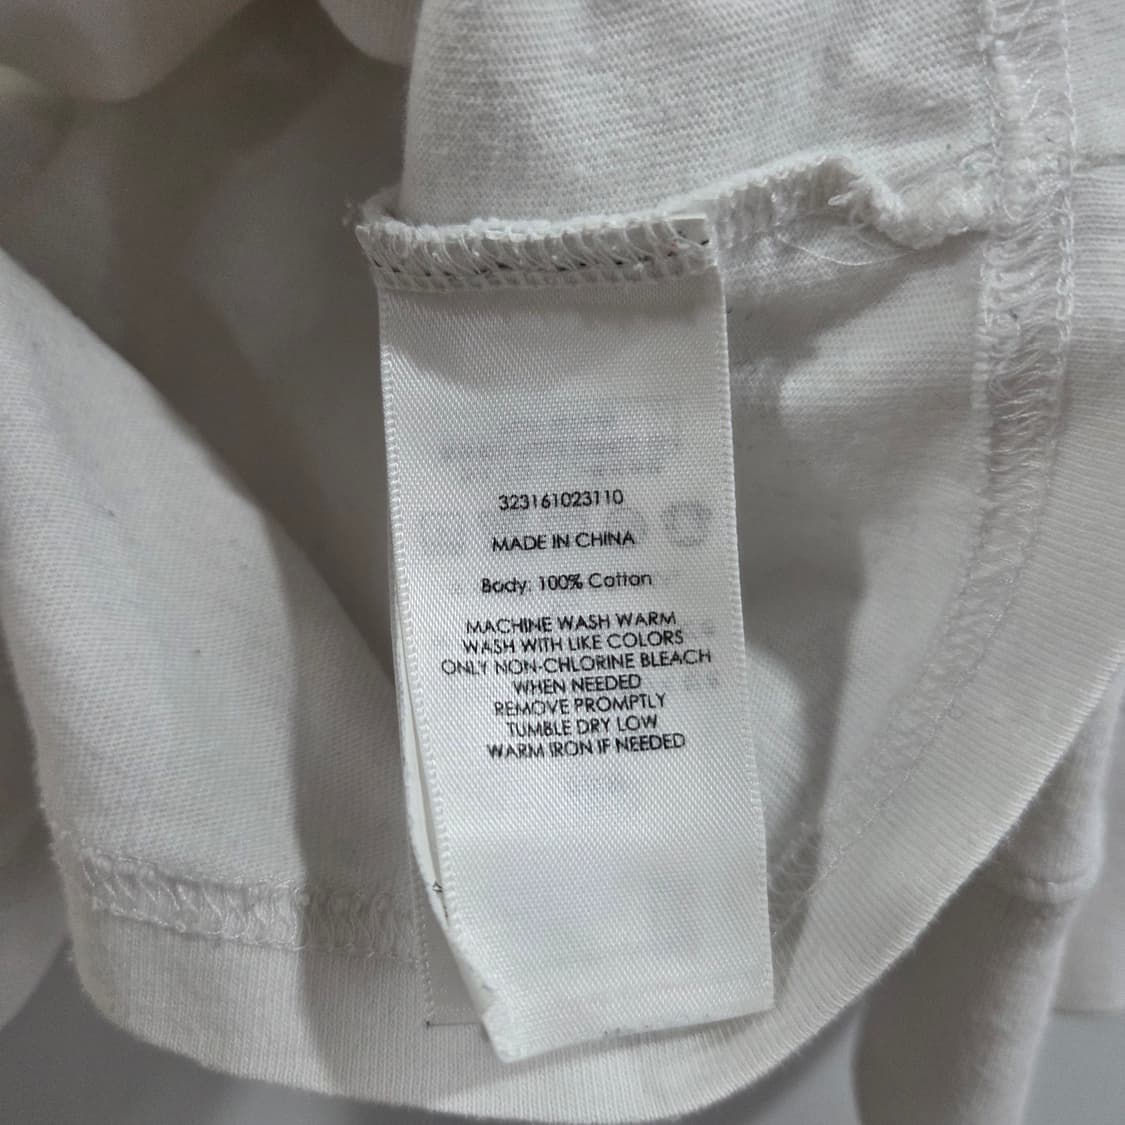 323161023110
MADE IN CHINA
Body: 100% Cotton
MACHINE WASH WARM
WASH WITH LIKE COLORS
ONLY NON-CHLORINE BLEACH
WHEN NEEDED
REMOVE PROMPTLY
TUMBLE DRY LOW
WARM IRON IF NEEDED